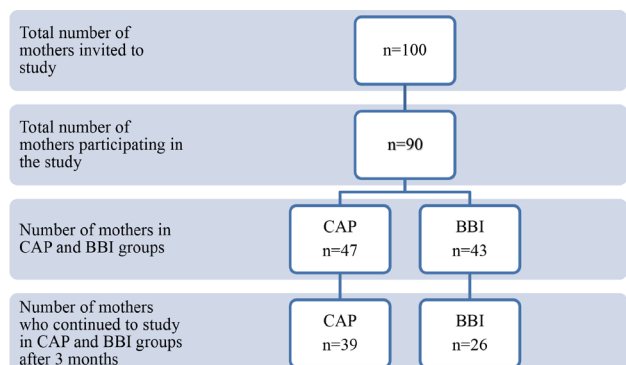 Total number of
mothers invited to
study
n=100
Total number of
mothers participating in
the study
n=90
Number of mothers in
CAP and BBI groups
CAP
n=47
BBI
n=43
Number of mothers
who continued to study
in CAP and BBI groups
after 3 months
CAP
n=39
BBI
n=26